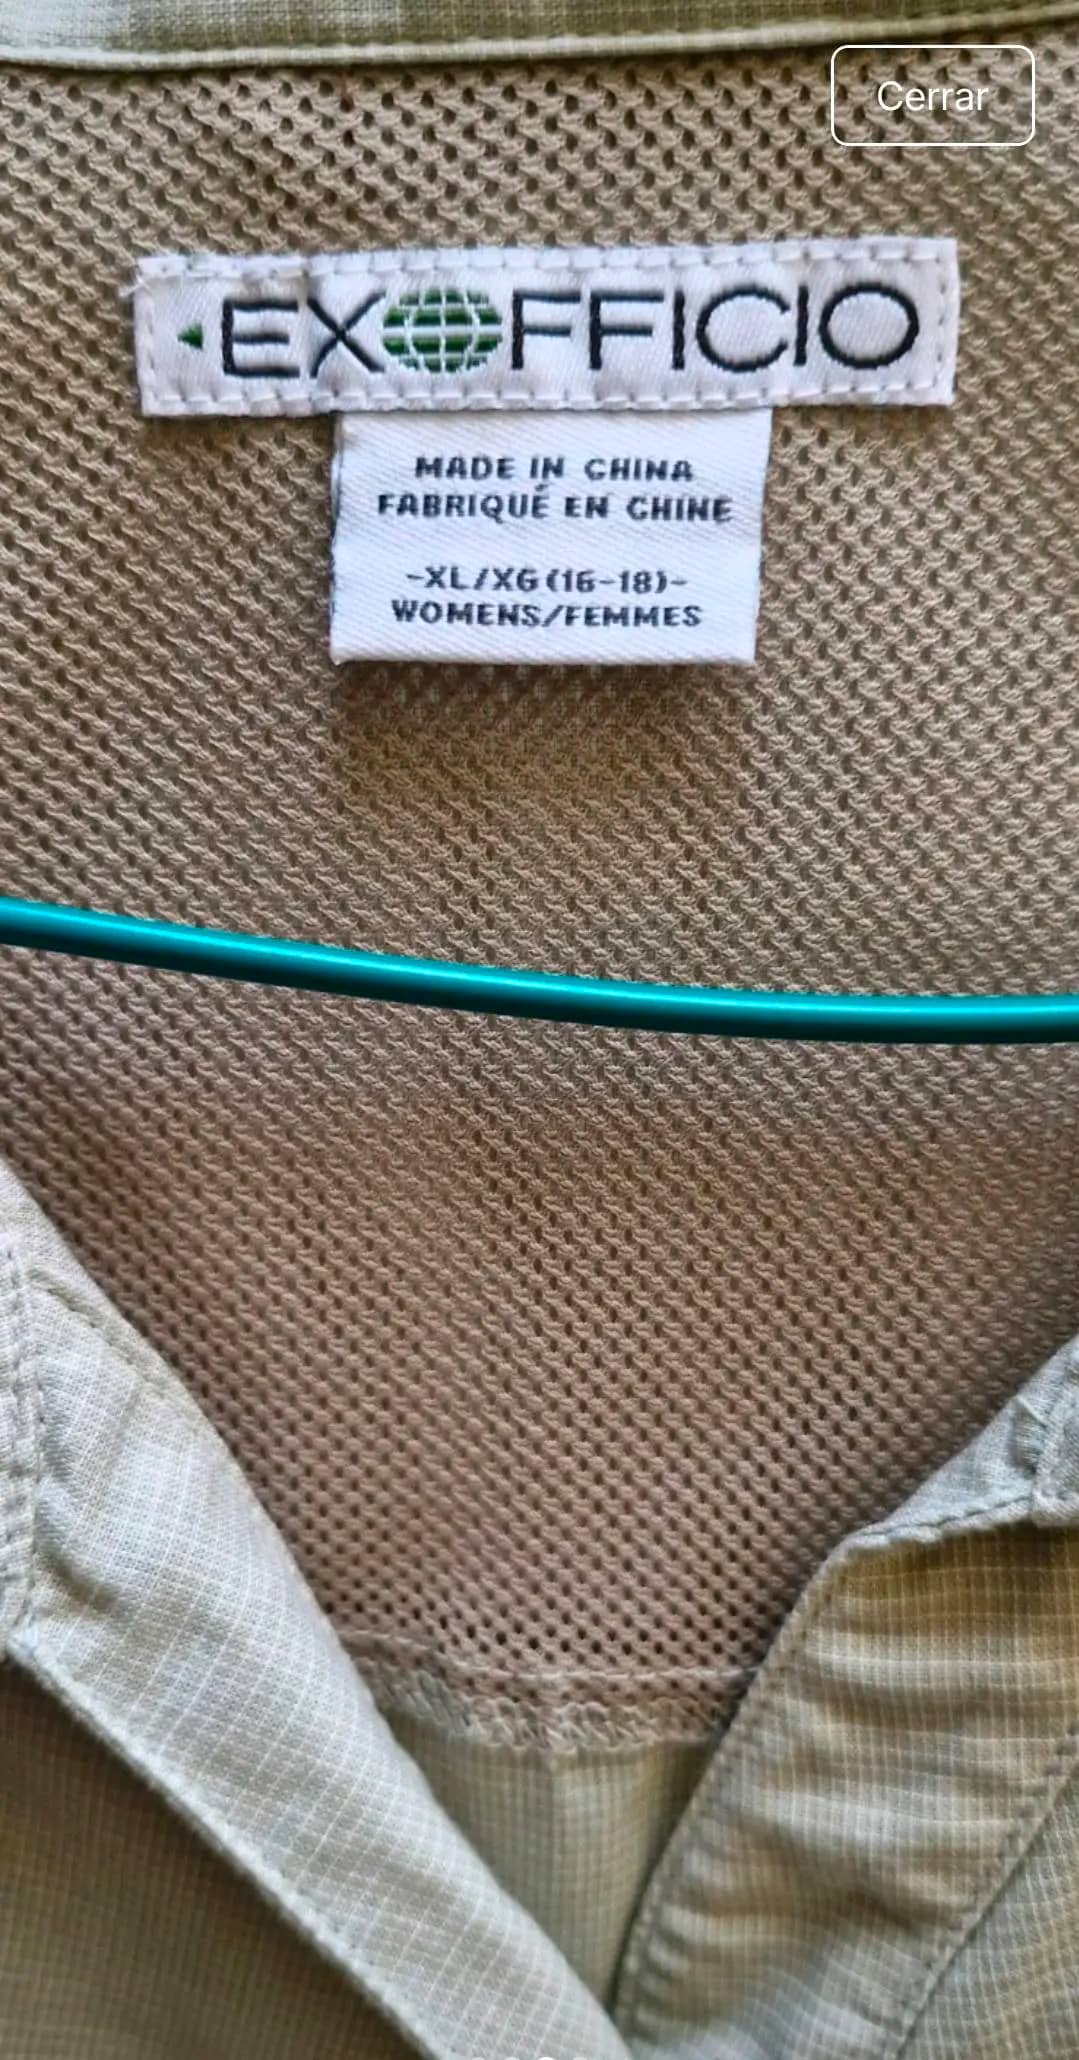 Cerrar
EXOFFICIO
MADE IN CHINA
FABRIQUÉ EN CHINE
-XL/XG(16-18)-
WOMENS/FEMMES